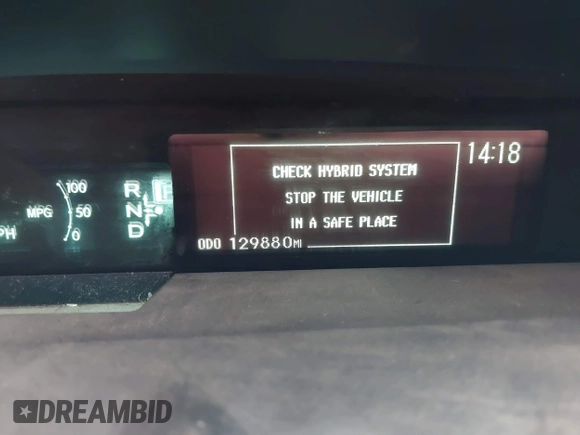 14:18
CHECK HYBRID SYSTEM
STOP THE VEHICLE
IN A SAFE PLACE
ODO 129880MI
100
MPG 50
0
R
N
D
DREAMBID